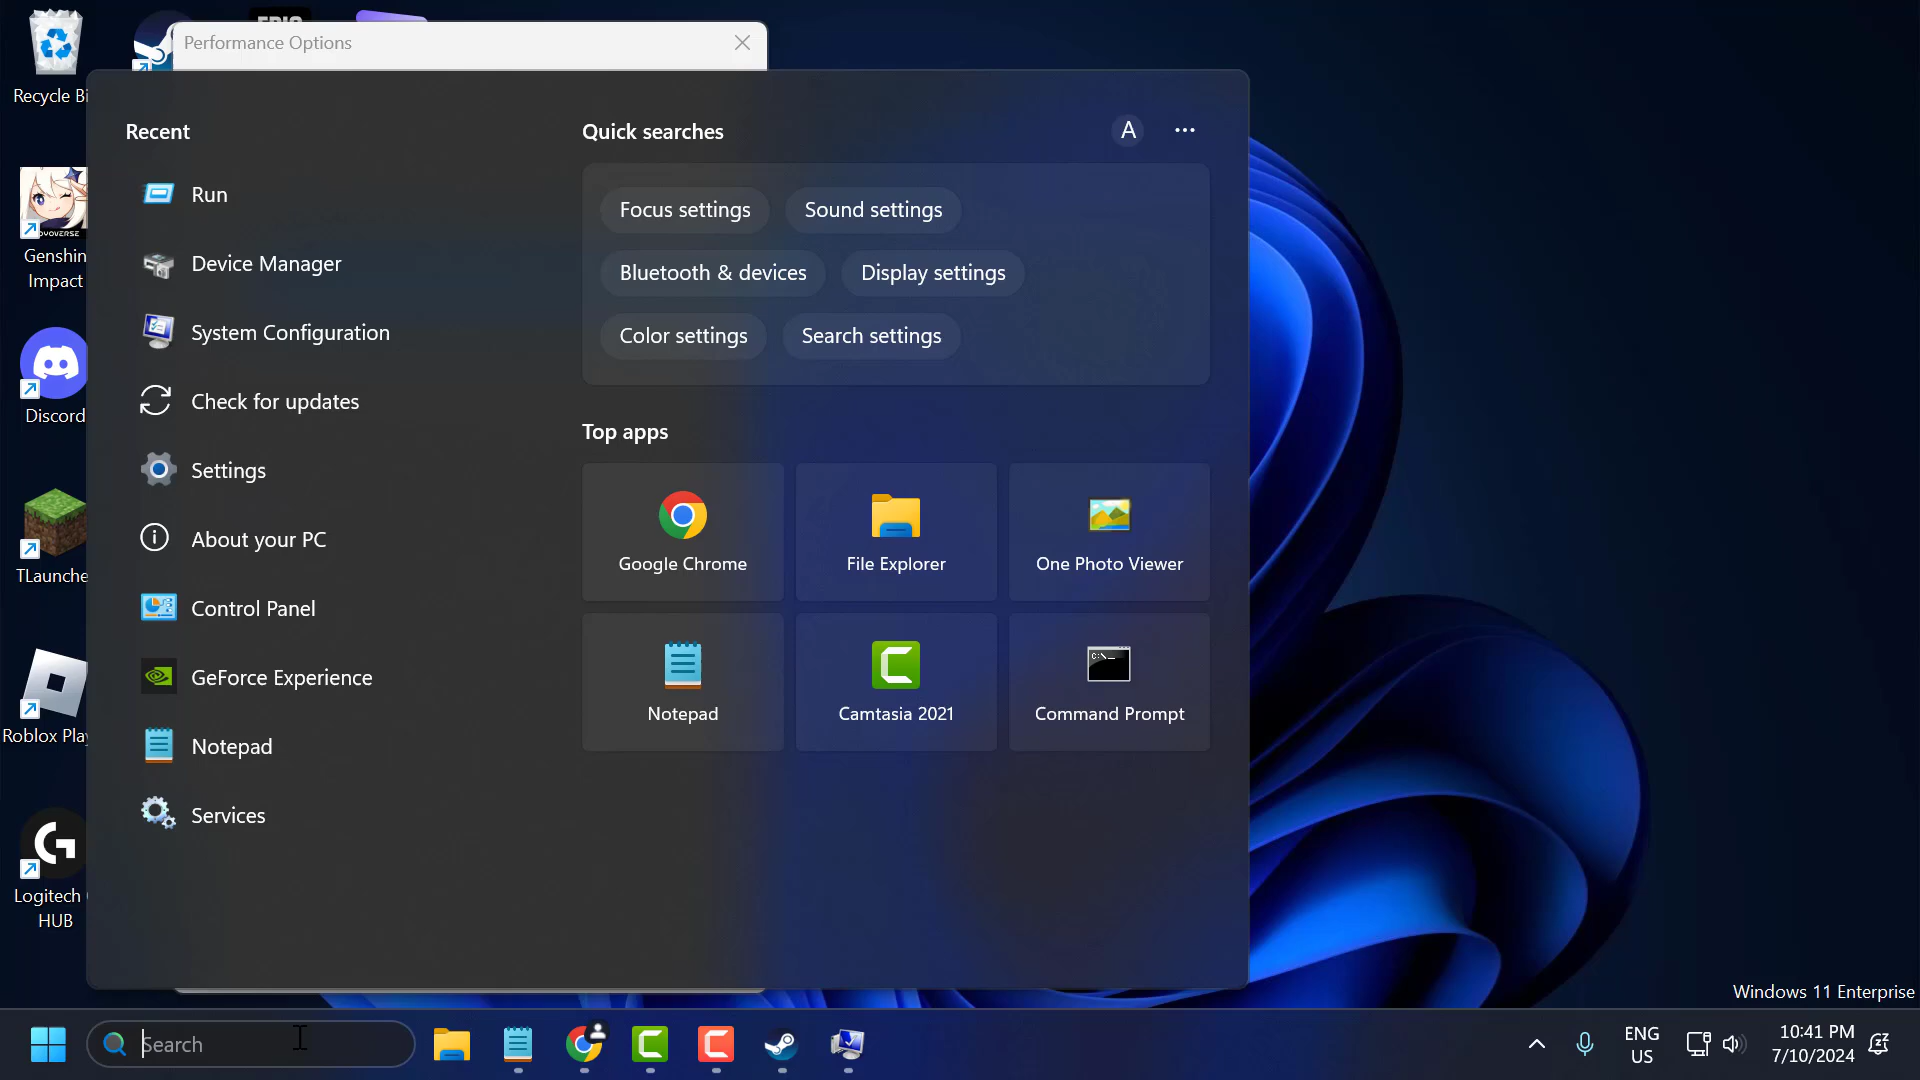 Performance Options
Recycle Bi
Recent
Quick searches
A
Run
Focus settings
Sound settings
Device Manager
Bluetooth & devices
Display settings
System Configuration
Color settings
Search settings
Check for updates
Top apps
Settings
About your PC
Google Chrome
File Explorer
One Photo Viewer
Control Panel
GeForce Experience
C:\._
Notepad
Camtasia 2021
Command Prompt
Notepad
Services
Genshin
Impact
Discord
TLaunche
Roblox Play
Logitech
HUB
Windows 11 Enterprise
Search
ENG
US
10:41 PM
7/10/2024